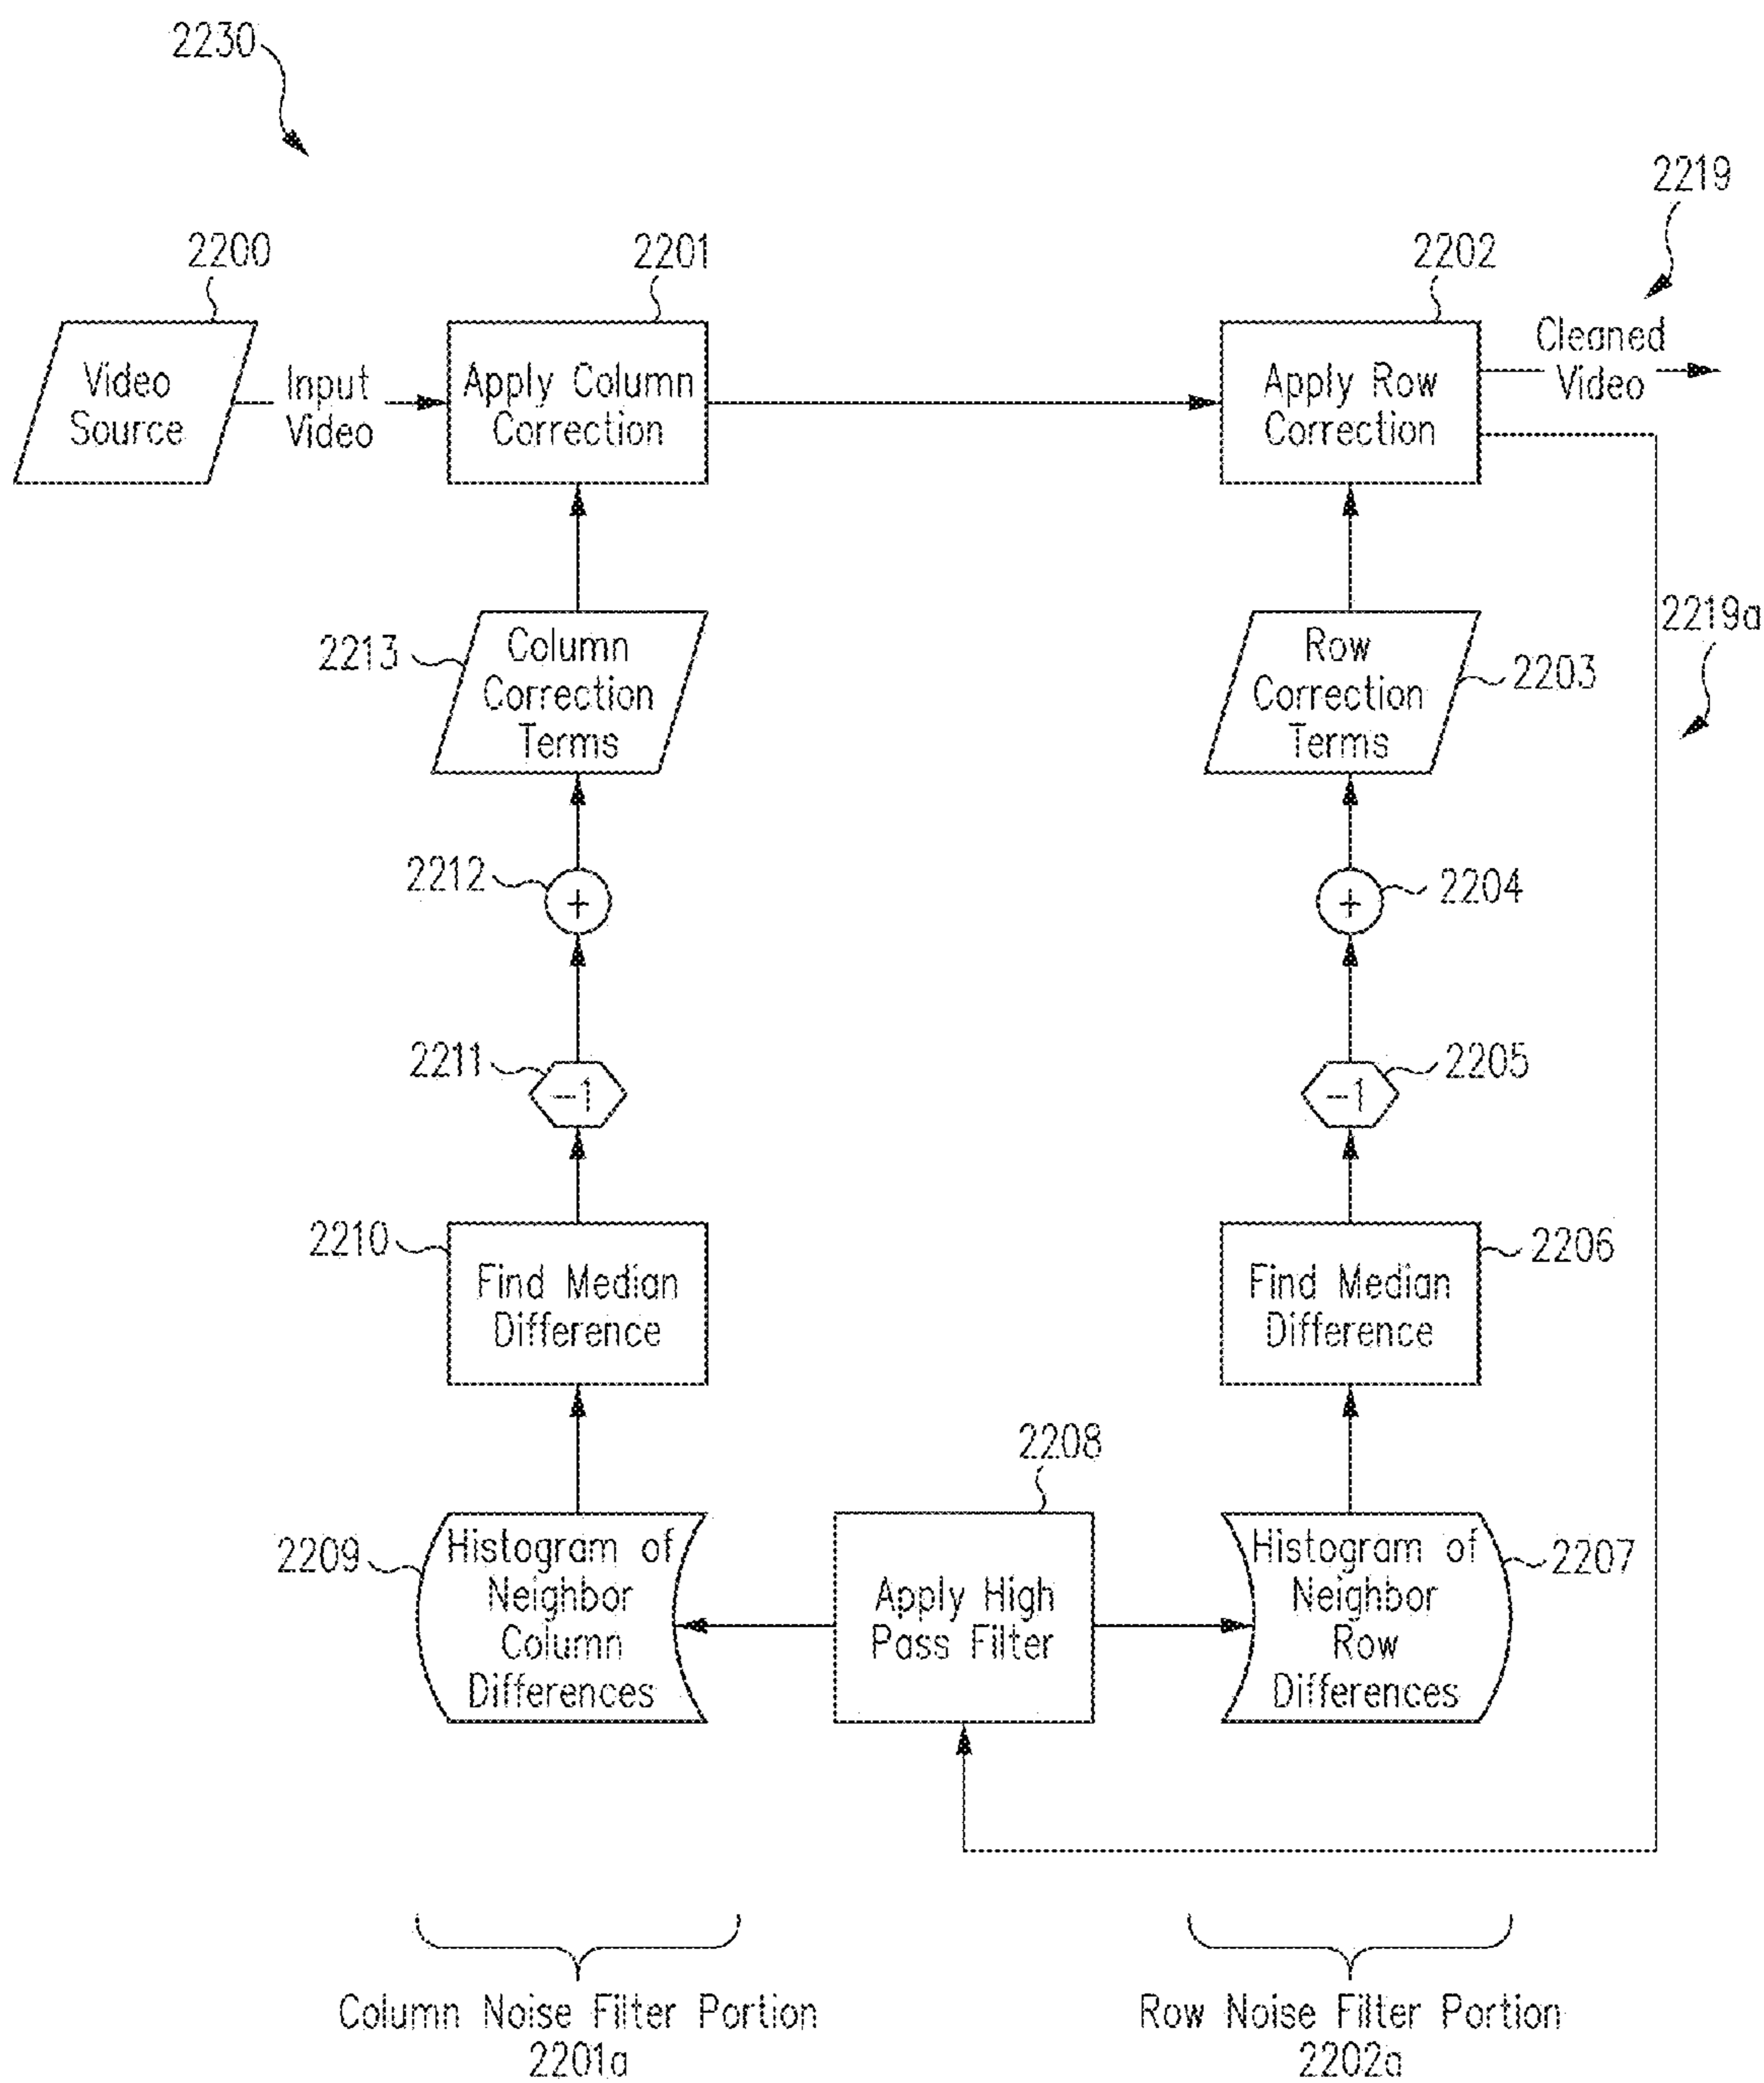 2230
2219
2200
2201
2202
Video
Source
Input
Video
Apply Column
Correction
Apply Row
Correction
Cleaned
Video
2219a
2213
Column
Correction
Terms
Row
Correction
Terms
2203
2212
+
+
2204
2211
-1
-1
2205
2210
Find Median
Difference
Find Median
Difference
2206
2208
2209
Histogram of
Neighbor
Column
Differences
Apply High
Pass Filter
Histogram of
Neighbor
Row
Differences
2207
Column Noise Filter Portion
2201a
Row Noise Filter Portion
2202a